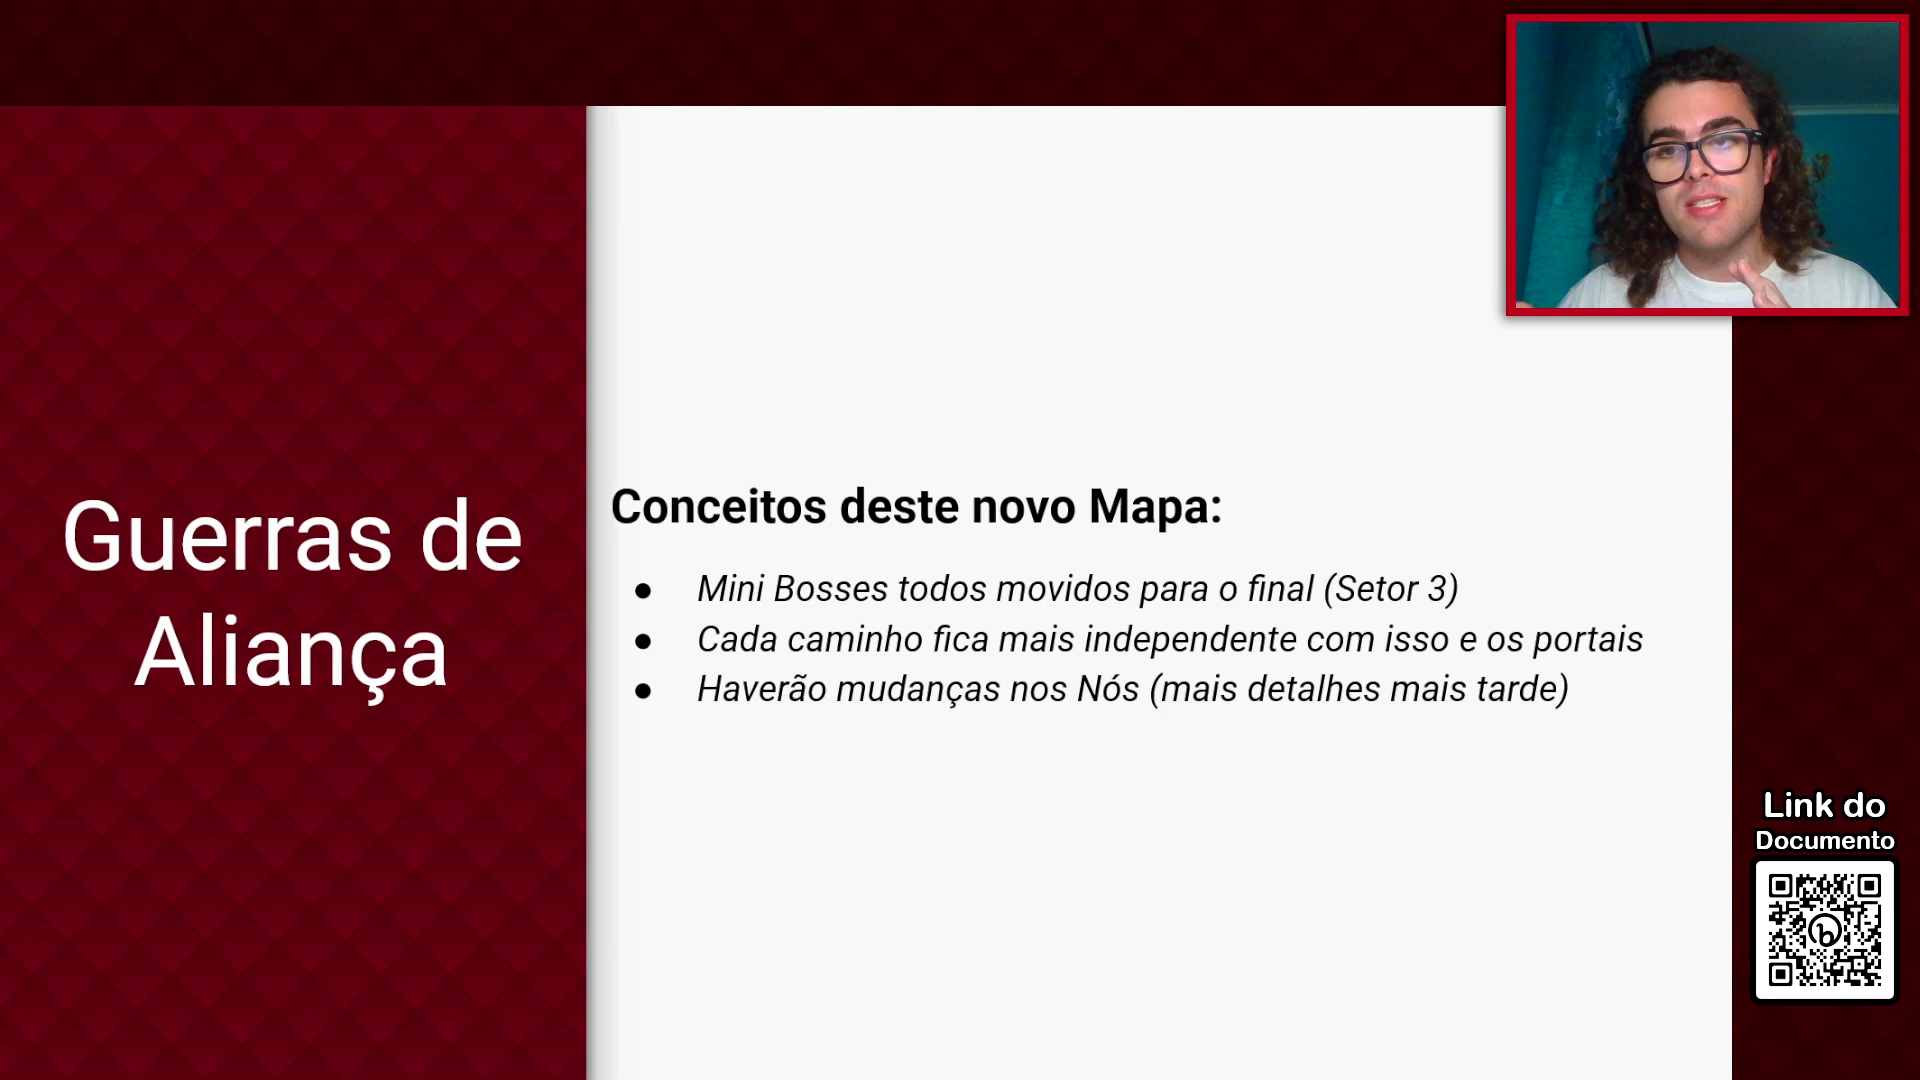 Guerras de
Aliança
Conceitos deste novo Mapa:
● Mini Bosses todos movidos para o final (Setor 3)
● Cada caminho fica mais independente com isso e os portais
● Haverão mudanças nos Nós (mais detalhes mais tarde)
Link do
Documento